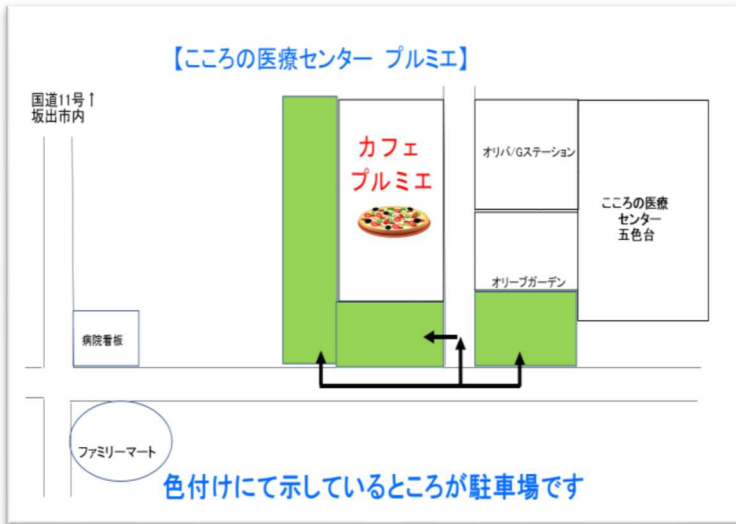 【こころの医療センター プルミエ】
国道11号↑
坂出市内
カフェ
プルミエ
オリバ/Gステーション
こころの医療
センター
五色台
オリーブガーデン
病院看板
ファミリーマート
色付けにて示しているところが駐車場です